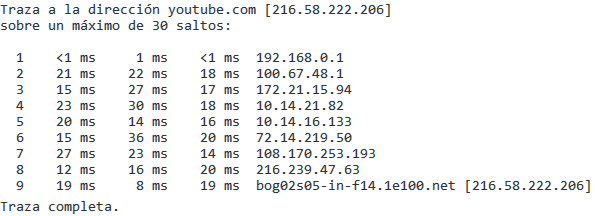 Traza a la dirección youtube.com [216.58.222.206]
sobre un máximo de 30 saltos:
1 <1 ms 1 ms <1 ms 192.168.0.1
2 21 ms 22 ms 18 ms 100.67.48.1
3 15 ms 27 ms 17 ms 172.21.15.94
4 23 ms 30 ms 18 ms 10.14.21.82
5 20 ms 14 ms 16 ms 10.14.16.133
6 15 ms 36 ms 20 ms 72.14.219.50
7 27 ms 23 ms 14 ms 108.170.253.193
8 12 ms 16 ms 20 ms 216.239.47.63
9 19 ms 8 ms 19 ms bog02s05-in-f14.1e100.net [216.58.222.206]
Traza completa.